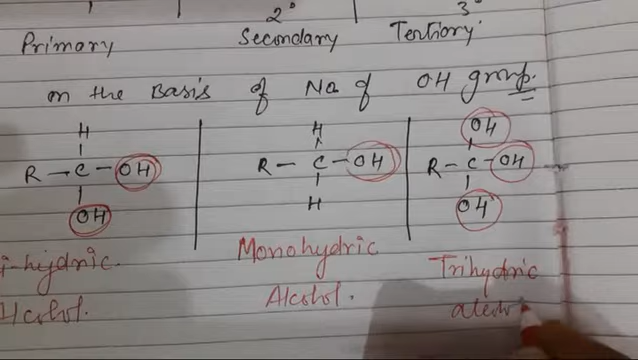 2° 3°
Primary Secondary Tertiory
on the Basis of No of OH group.
H H OH
R - C - OH R - C - OH R - C - OH
OH H OH
i-hydric Monohydric Trihydric
Alcohol.